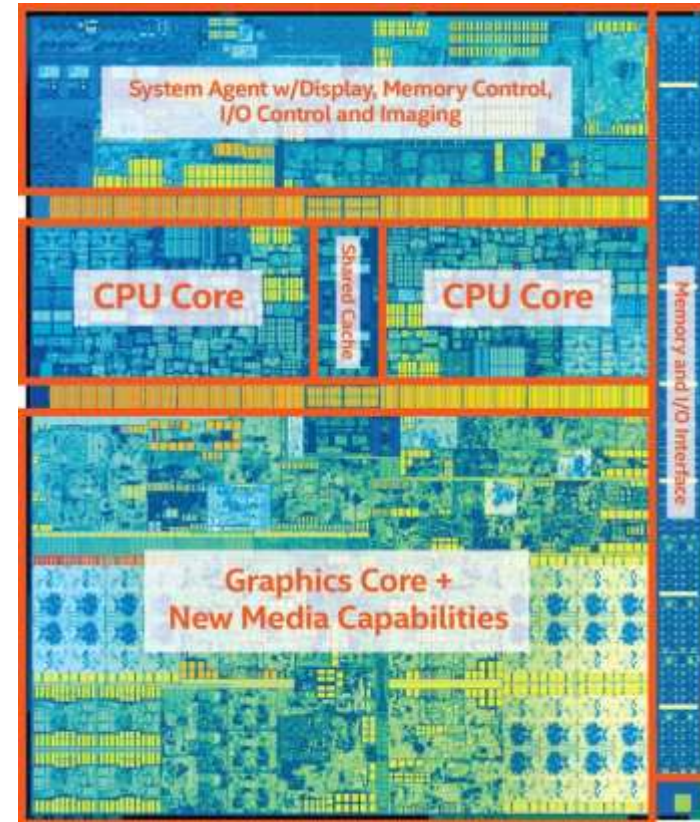 System Agent w/Display, Memory Control,
I/O Control and Imaging
CPU Core
Shared Cache
CPU Core
Memory and I/O Interface
Graphics Core +
New Media Capabilities